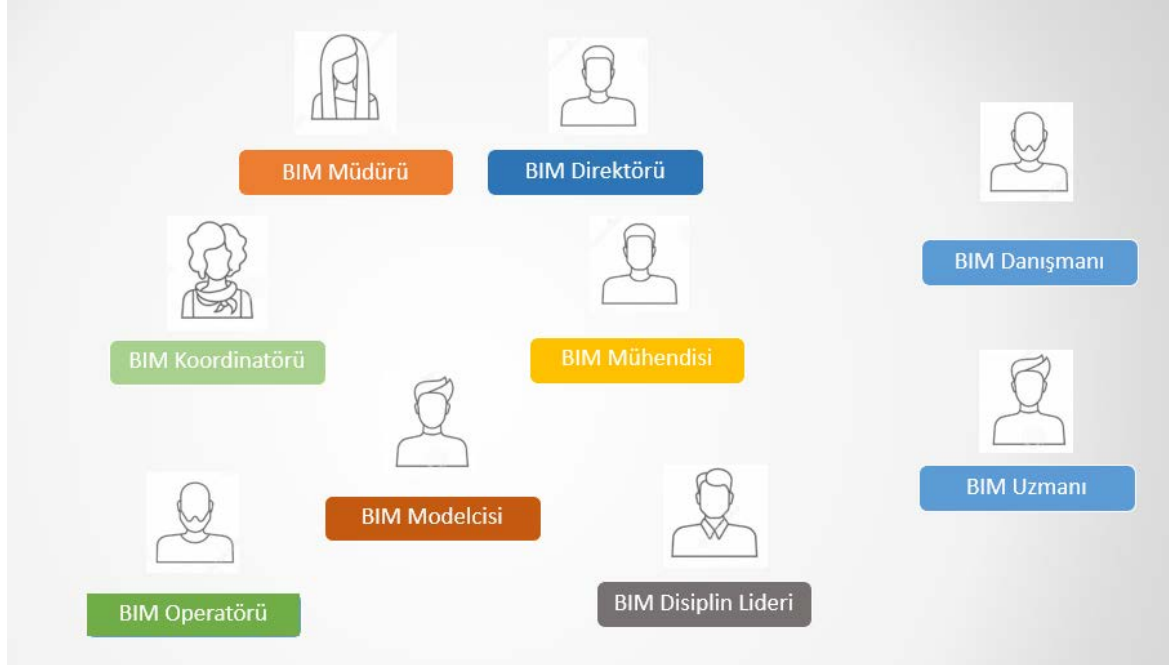 BIM Müdürü
BIM Direktörü
BIM Danışmanı
BIM Koordinatörü
BIM Mühendisi
BIM Uzmanı
BIM Modelcisi
BIM Operatörü
BIM Disiplin Lideri